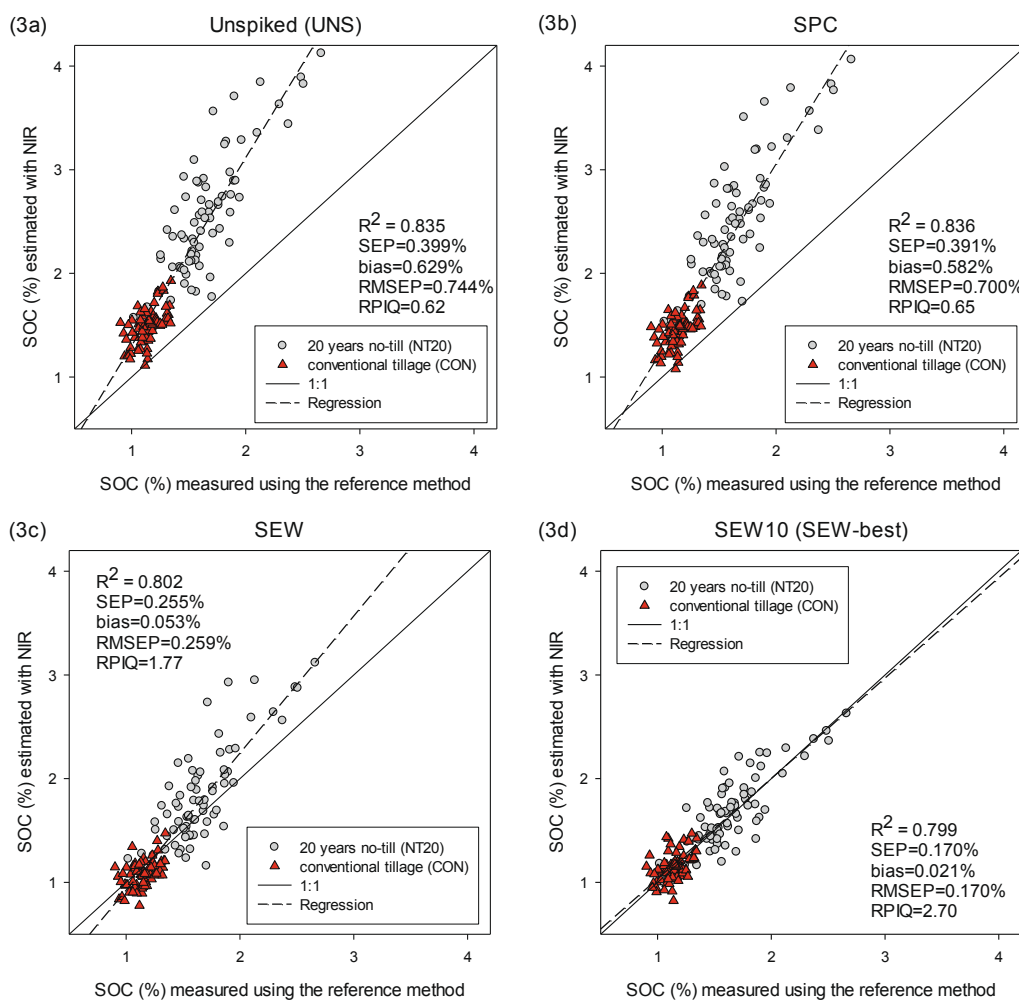 (3a)
Unspiked (UNS)
SOC (%) estimated with NIR
4
3
2
1
R2 = 0.835
SEP=0.399%
bias=0.629%
RMSEP=0.744%
RPIQ=0.62
20 years no-till (NT20)
conventional tillage (CON)
1:1
Regression
1 2 3 4
SOC (%) measured using the reference method
(3b)
SPC
SOC (%) estimated with NIR
4
3
2
1
R2 = 0.836
SEP=0.391%
bias=0.582%
RMSEP=0.700%
RPIQ=0.65
20 years no-till (NT20)
conventional tillage (CON)
1:1
Regression
1 2 3 4
SOC (%) measured using the reference method
(3c)
SEW
SOC (%) estimated with NIR
4
3
2
1
R2 = 0.802
SEP=0.255%
bias=0.053%
RMSEP=0.259%
RPIQ=1.77
20 years no-till (NT20)
conventional tillage (CON)
1:1
Regression
1 2 3 4
SOC (%) measured using the reference method
(3d)
SEW10 (SEW-best)
SOC (%) estimated with NIR
4
3
2
1
20 years no-till (NT20)
conventional tillage (CON)
1:1
Regression
R2 = 0.799
SEP=0.170%
bias=0.021%
RMSEP=0.170%
RPIQ=2.70
1 2 3 4
SOC (%) measured using the reference method